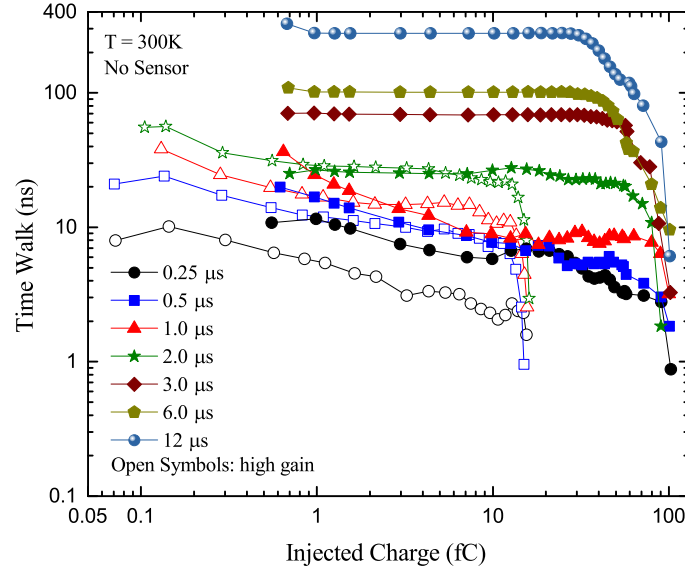 400
T = 300K
No Sensor
100
10
1
0.1
Time Walk (ns)
0.25 μs
0.5 μs
1.0 μs
2.0 μs
3.0 μs
6.0 μs
12 μs
Open Symbols: high gain
0.05 0.1 1 10 100
Injected Charge (fC)